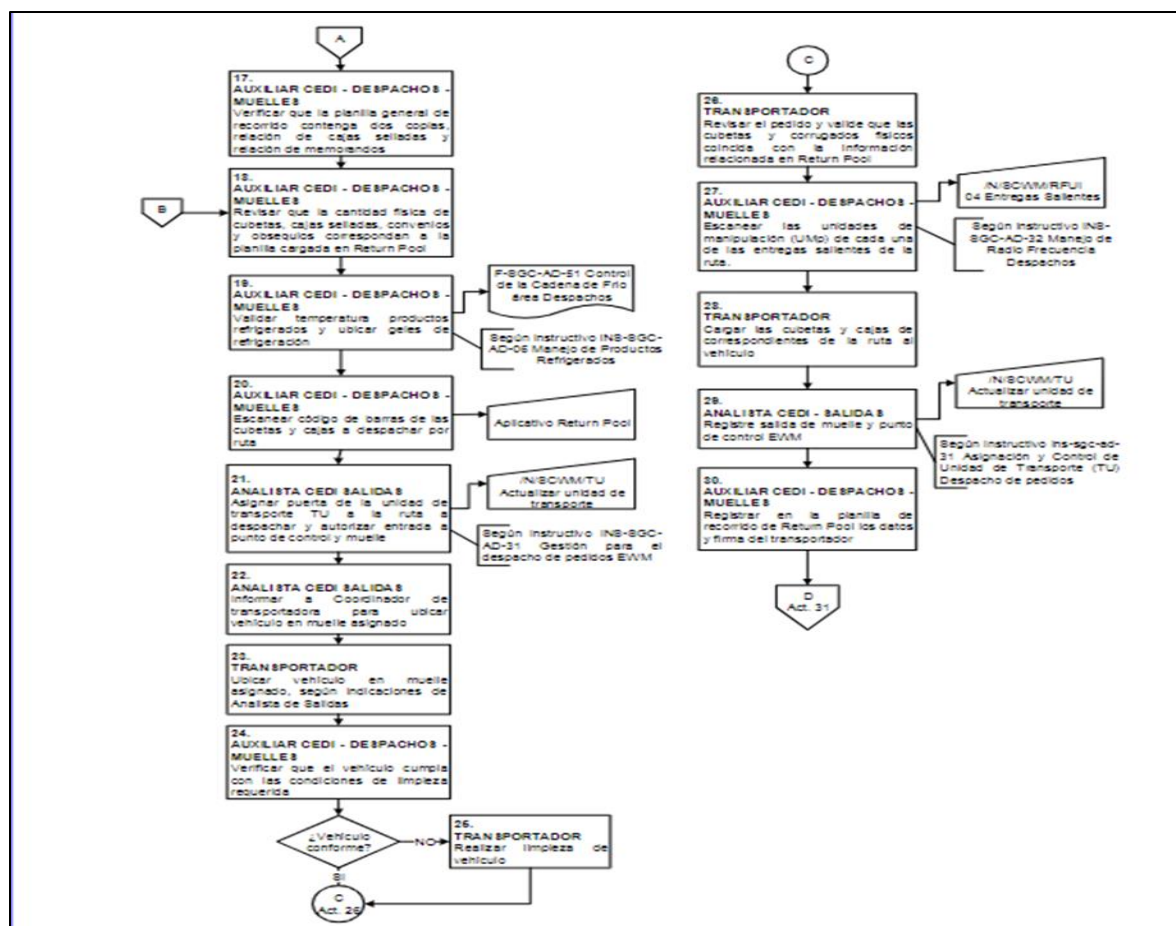 A
17.
AUXILIAR CEDI - DESPACHOS -
MUELLES
Verificar que la planilla general de
recorrido contenga dos copias,
relación de cajas selladas y
relación de memorandos
B
18.
AUXILIAR CEDI - DESPACHOS -
MUELLES
Revisar que la cantidad física de
cubetas, cajas selladas, convenios
y obsequios correspondan a la
planilla cargada en Return Pool
19.
AUXILIAR CEDI - DESPACHOS -
MUELLES
Validar temperatura productos
refrigerados y ubicar geles de
refrigeración
F-SGC-AD-51 Control
de la Cadena de Frío
área Despachos
Según Instructivo INS-SGC-
AD-05 Manejo de Productos
Refrigerados
20.
AUXILIAR CEDI - DESPACHOS -
MUELLES
Escanear código de barras de las
cubetas y cajas a despachar por
ruta
Aplicativo Return Pool
21.
ANALISTA CEDI SALIDAS
Asignar puerta de la unidad de
transporte TU a la ruta a
despachar y autorizar entrada a
punto de control y muelle
/N/SCWM/TU
Actualizar unidad de
transporte
Según Instructivo INS-SGC-
AD-31 Gestión para el
despacho de pedidos EWM
22.
ANALISTA CEDI SALIDAS
Informar a Coordinador de
transportadora para ubicar
vehículo en muelle asignado
23.
TRANSPORTADOR
Ubicar vehículo en muelle
asignado, según indicaciones de
Analista de Salidas
24.
AUXILIAR CEDI - DESPACHOS -
MUELLES
Verificar que el vehículo cumpla
con las condiciones de limpieza
requerida
¿Vehículo
conforme?
NO
25.
TRANSPORTADOR
Realizar limpieza de
vehículo
SI
C
Act. 26
C
26.
TRANSPORTADOR
Revisar el pedido y valide que las
cubetas y corrugados físicos
coincida con la información
relacionada en Return Pool
27.
AUXILIAR CEDI - DESPACHOS -
MUELLES
Escanear las unidades de
manipulación (UMp) de cada una
de las entregas salientes de la
ruta.
/N/SCWM/RFUI
04 Entregas Salientes
Según Instructivo INS-
SGC-AD-32 Manejo de
Radio Frecuencia
Despachos
28.
TRANSPORTADOR
Cargar las cubetas y cajas de
correspondientes de la ruta al
vehículo
29.
ANALISTA CEDI - SALIDAS
Registre salida de muelle y punto
de control EWM
/N/SCWM/TU
Actualizar unidad de
transporte
Según Instructivo Ins-sgc-ad-
31 Asignación y Control de
Unidad de Transporte (TU)
Despacho de pedidos
30.
AUXILIAR CEDI - DESPACHOS -
MUELLES
Registrar en la planilla de
recorrido de Return Pool los datos
y firma del transportador
D
Act. 31